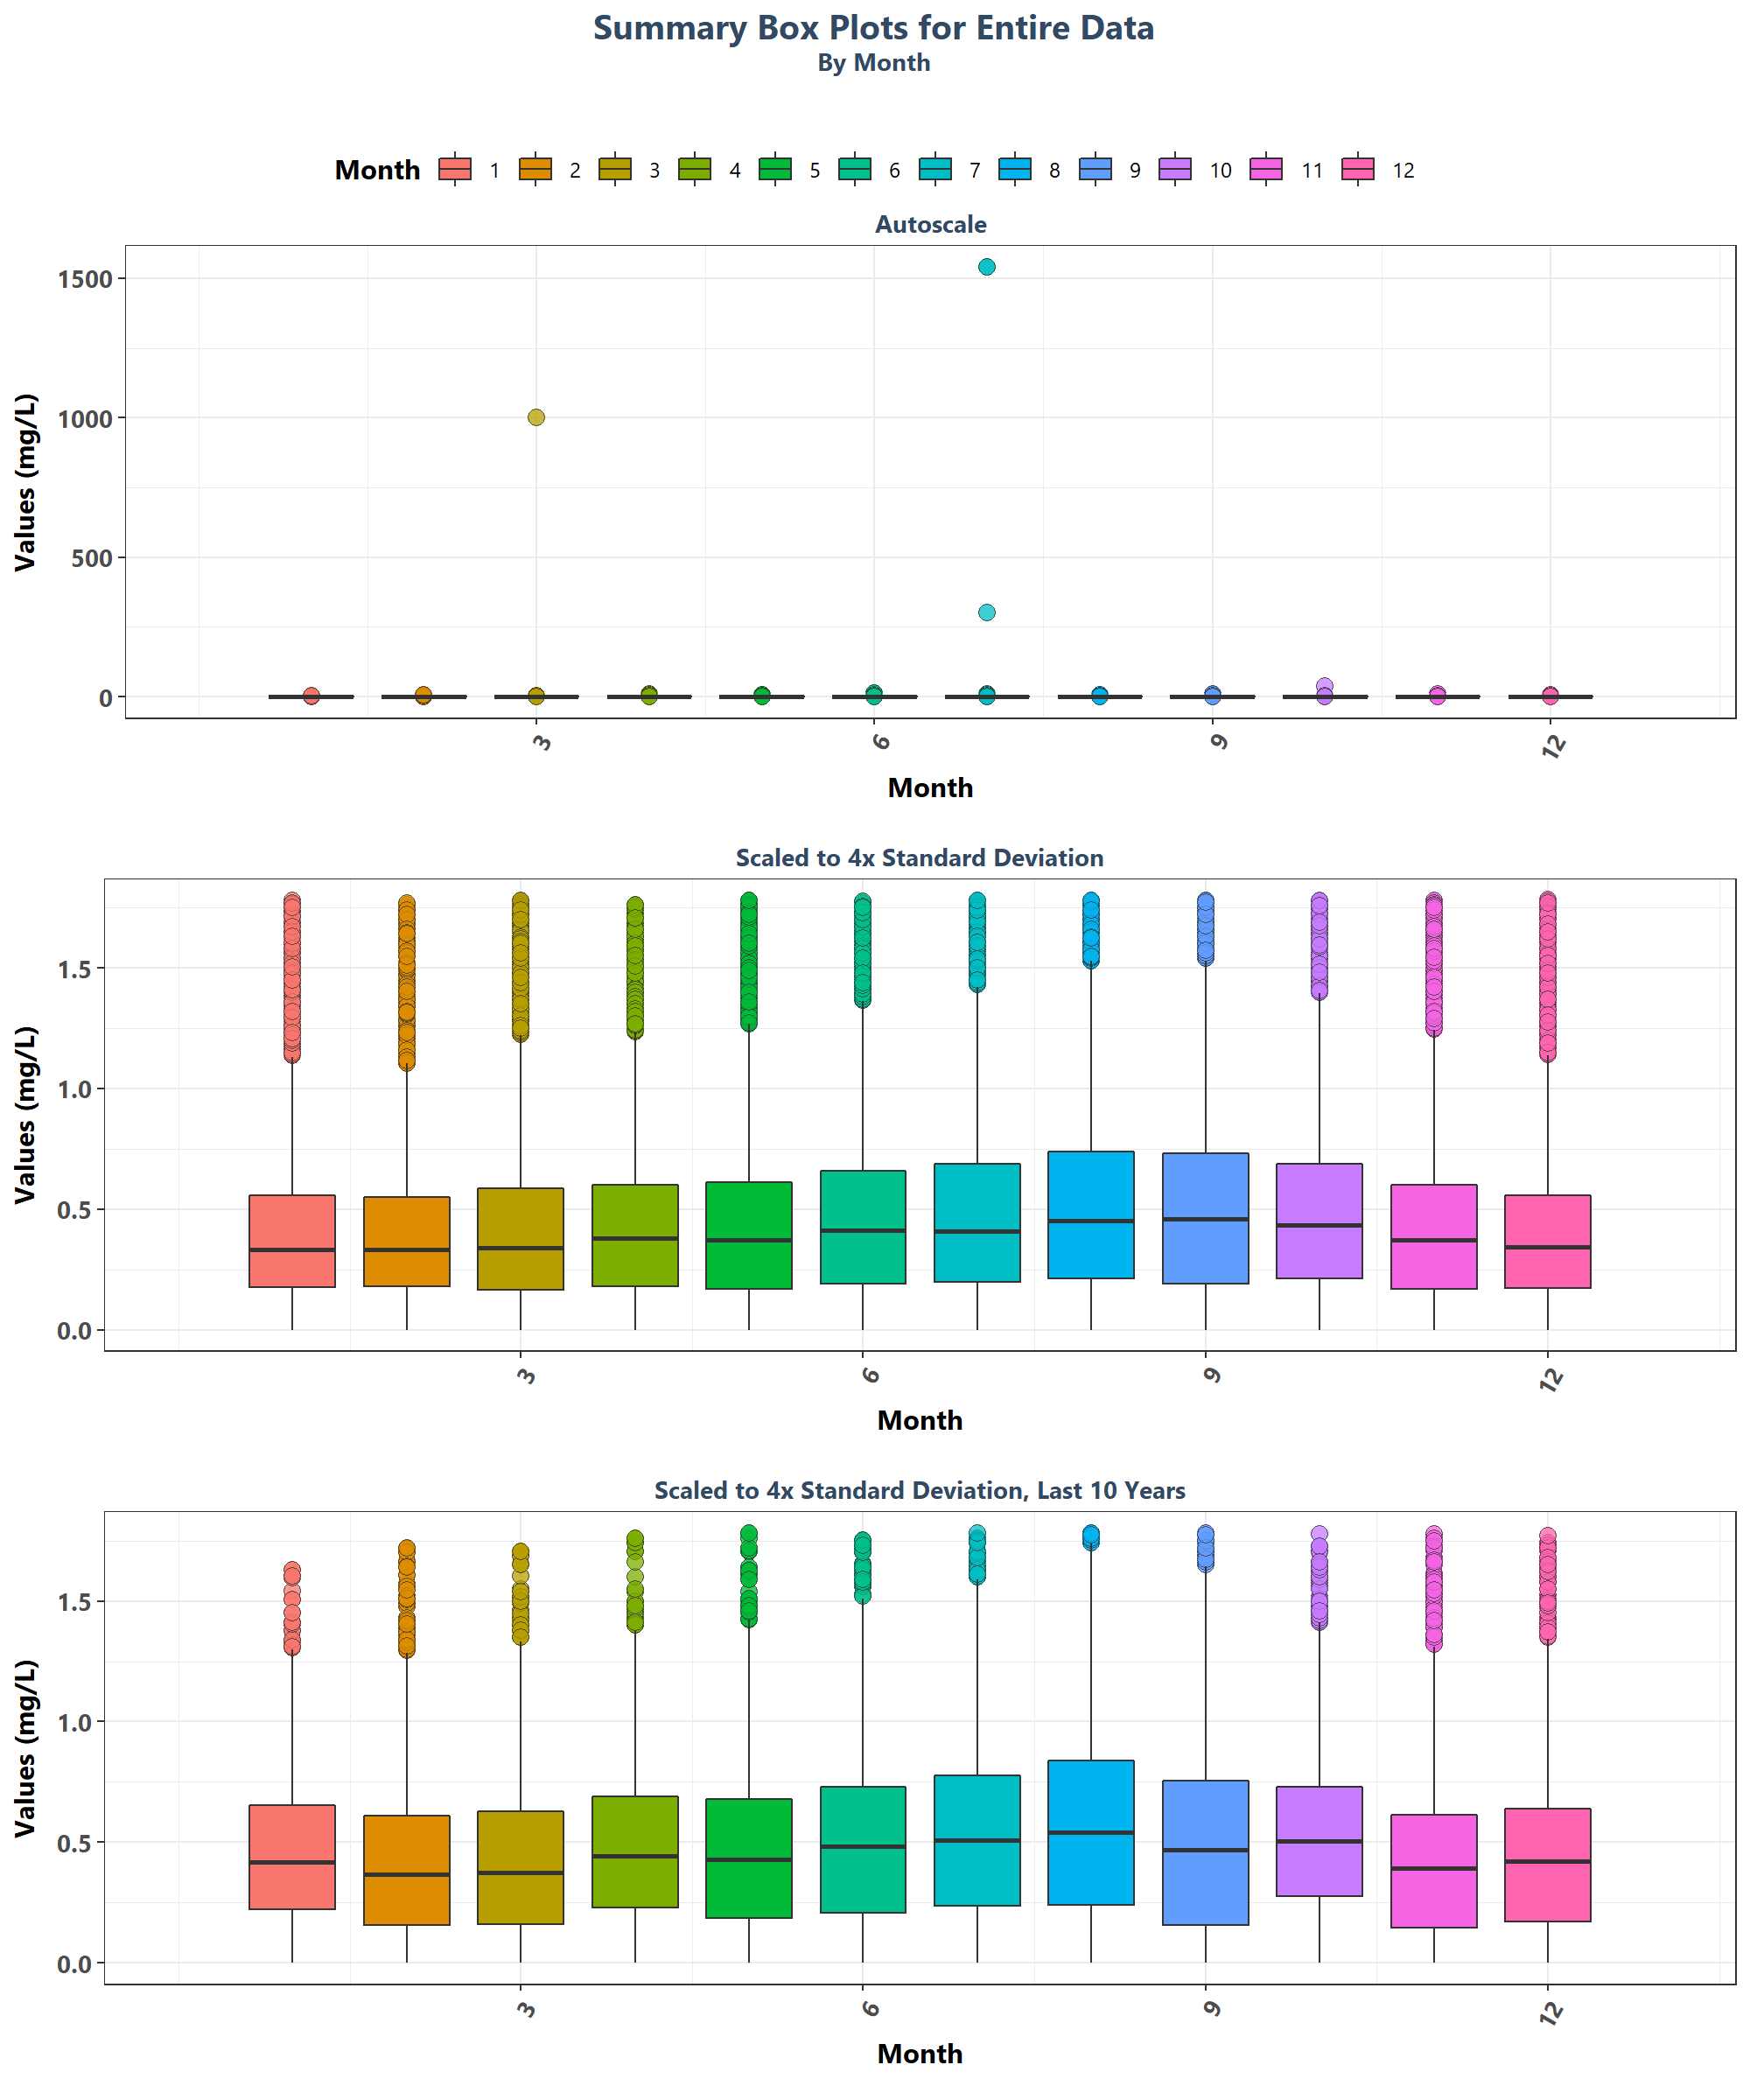 Summary Box Plots for Entire Data
By Month
Month 1 2 3 4 5 6 7 8 9 10 11 12
Autoscale
Values (mg/L)
1500
1000
500
0
3 6 9 12
Month
Scaled to 4x Standard Deviation
Values (mg/L)
1.5
1.0
0.5
0.0
3 6 9 12
Month
Scaled to 4x Standard Deviation, Last 10 Years
Values (mg/L)
1.5
1.0
0.5
0.0
3 6 9 12
Month